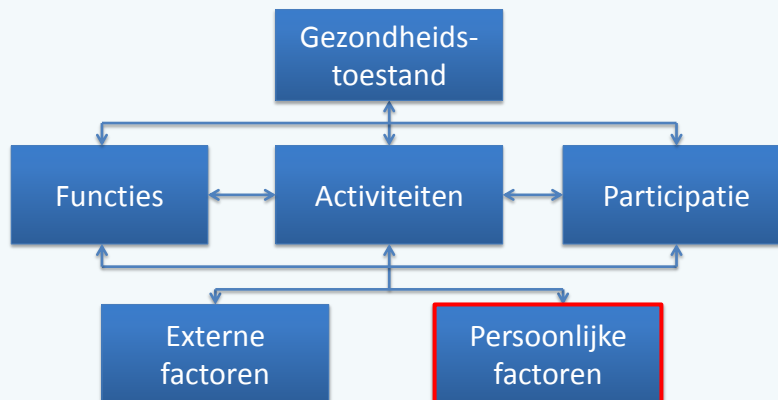 Gezondheids-
toestand
Functies
Activiteiten
Participatie
Externe
factoren
Persoonlijke
factoren